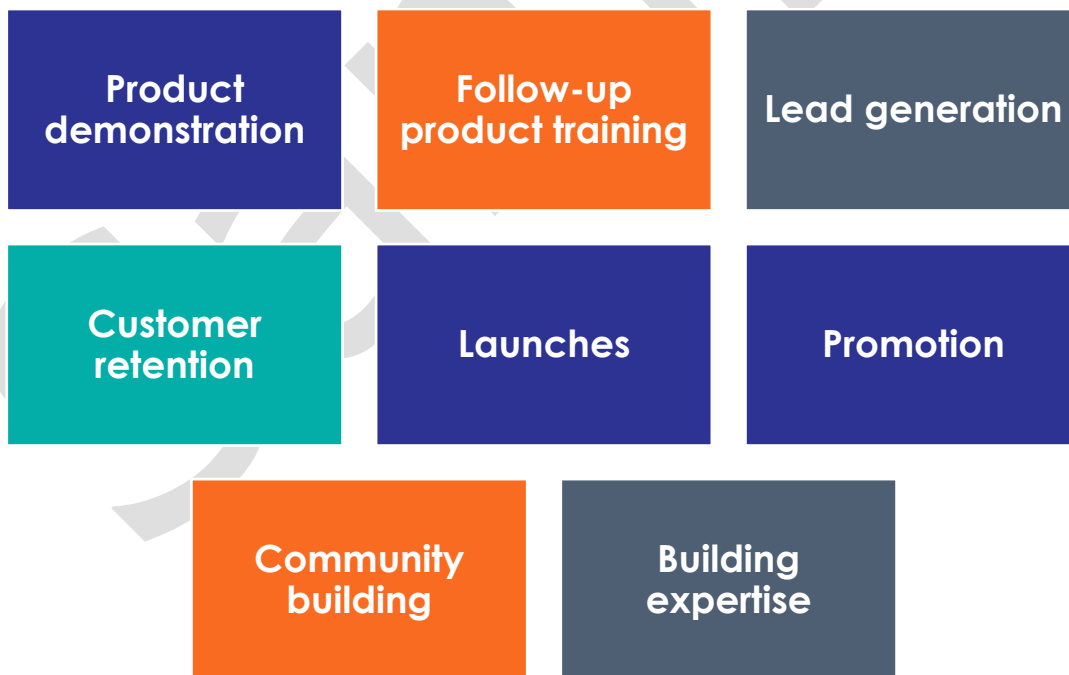 Product
demonstration
Follow-up
product training
Lead generation
Customer
retention
Launches
Promotion
Community
building
Building
expertise